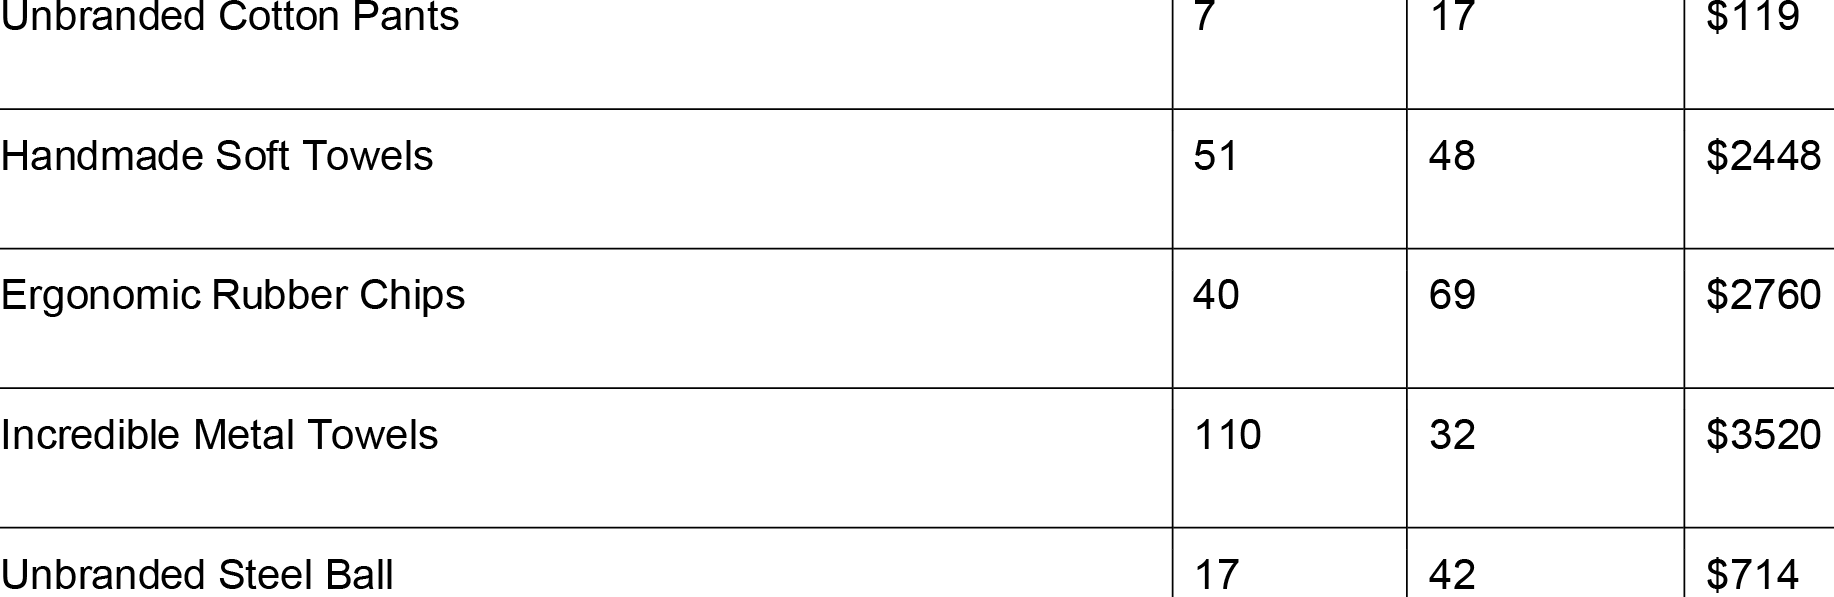 Unbranded Cotton Pants 7 17 $119
Handmade Soft Towels 51 48 $2448
Ergonomic Rubber Chips 40 69 $2760
Incredible Metal Towels 110 32 $3520
Unbranded Steel Ball 17 42 $714